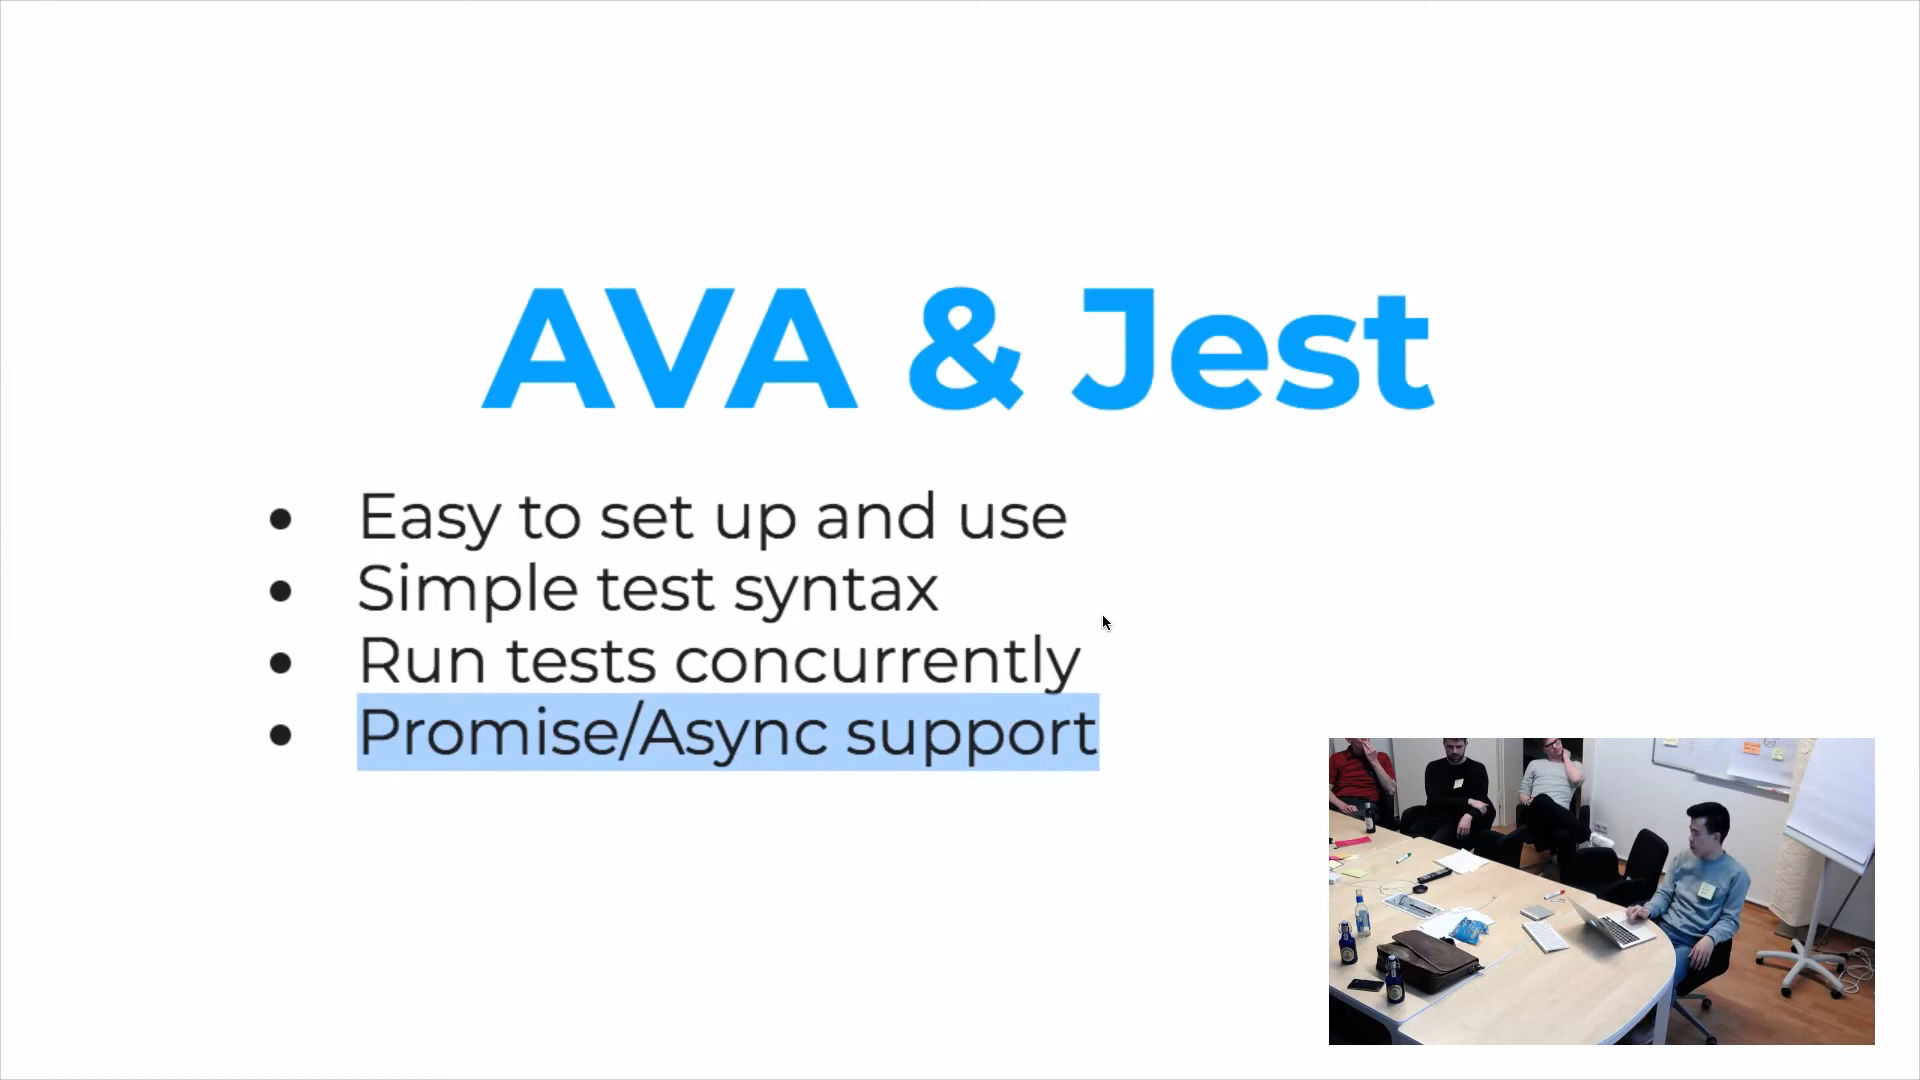 AVA & Jest
• Easy to set up and use
• Simple test syntax
• Run tests concurrently
• Promise/Async support